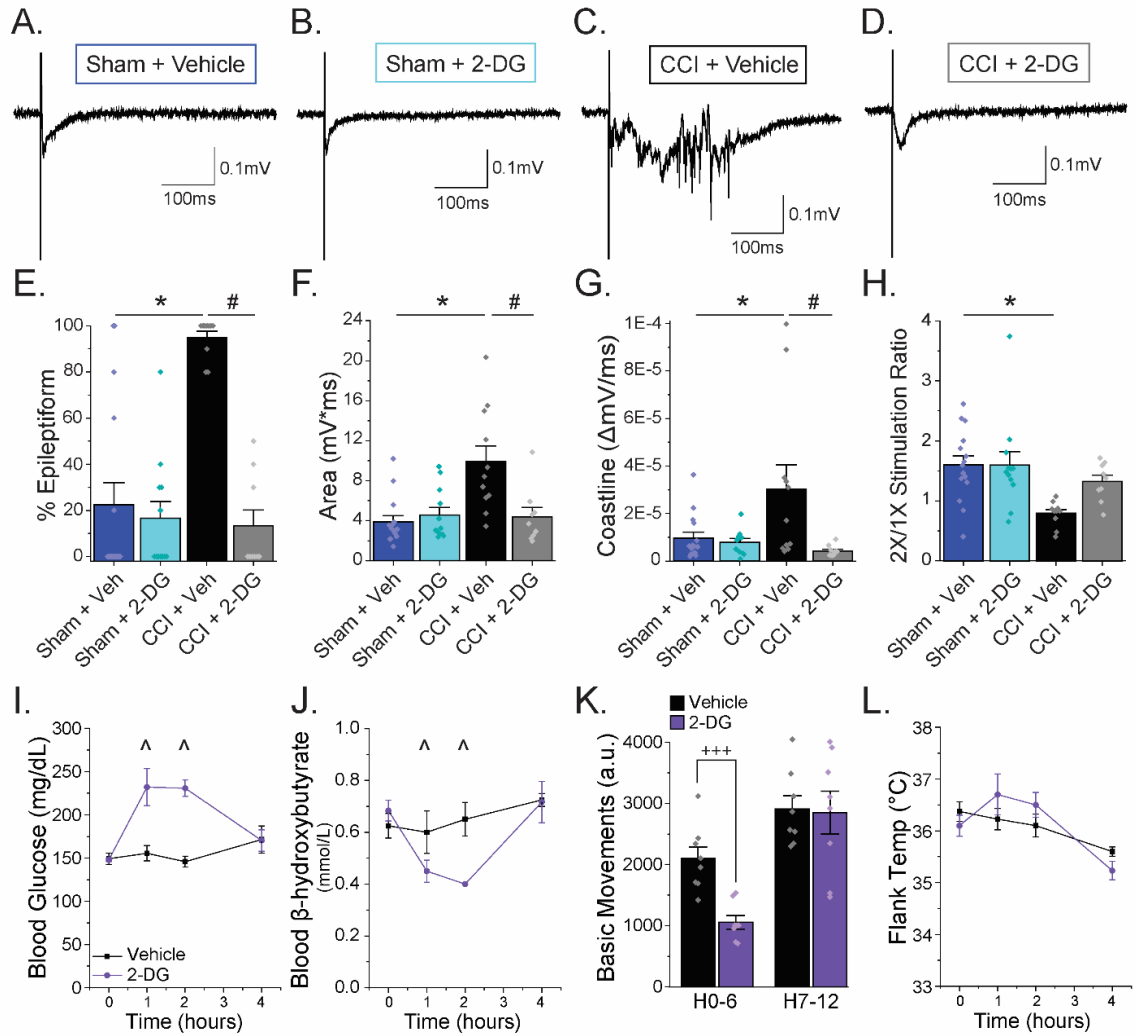 A.
B.
C.
D.
Sham + Vehicle
Sham + 2-DG
CCI + Vehicle
CCI + 2-DG
0.1mV
100ms
0.1mV
100ms
0.1mV
100ms
0.1mV
100ms
E.
* #
% Epileptiform
100
80
60
40
20
0
Sham + Veh
Sham + 2-DG
CCI + Veh
CCI + 2-DG
F.
* #
Area (mV*ms)
24
20
16
12
8
4
0
Sham + Veh
Sham + 2-DG
CCI + Veh
CCI + 2-DG
G.
* #
Coastline (ΔmV/ms)
1E-4
8E-5
6E-5
4E-5
2E-5
0
Sham + Veh
Sham + 2-DG
CCI + Veh
CCI + 2-DG
H.
*
2X/1X Stimulation Ratio
4
3
2
1
0
Sham + Veh
Sham + 2-DG
CCI + Veh
CCI + 2-DG
I.
^ ^
Blood Glucose (mg/dL)
300
250
200
150
100
50
0
Vehicle
2-DG
0 1 2 4
Time (hours)
J.
^ ^
Blood β-hydroxybutyrate
(mmol/L)
1.0
0.8
0.6
0.4
0.2
0.0
0 1 2 4
Time (hours)
K.
Vehicle
2-DG
+++
Basic Movements (a.u.)
4000
3000
2000
1000
0
H0-6 H7-12
L.
Flank Temp (°C)
38
37
36
35
34
33
0 1 2 4
Time (hours)